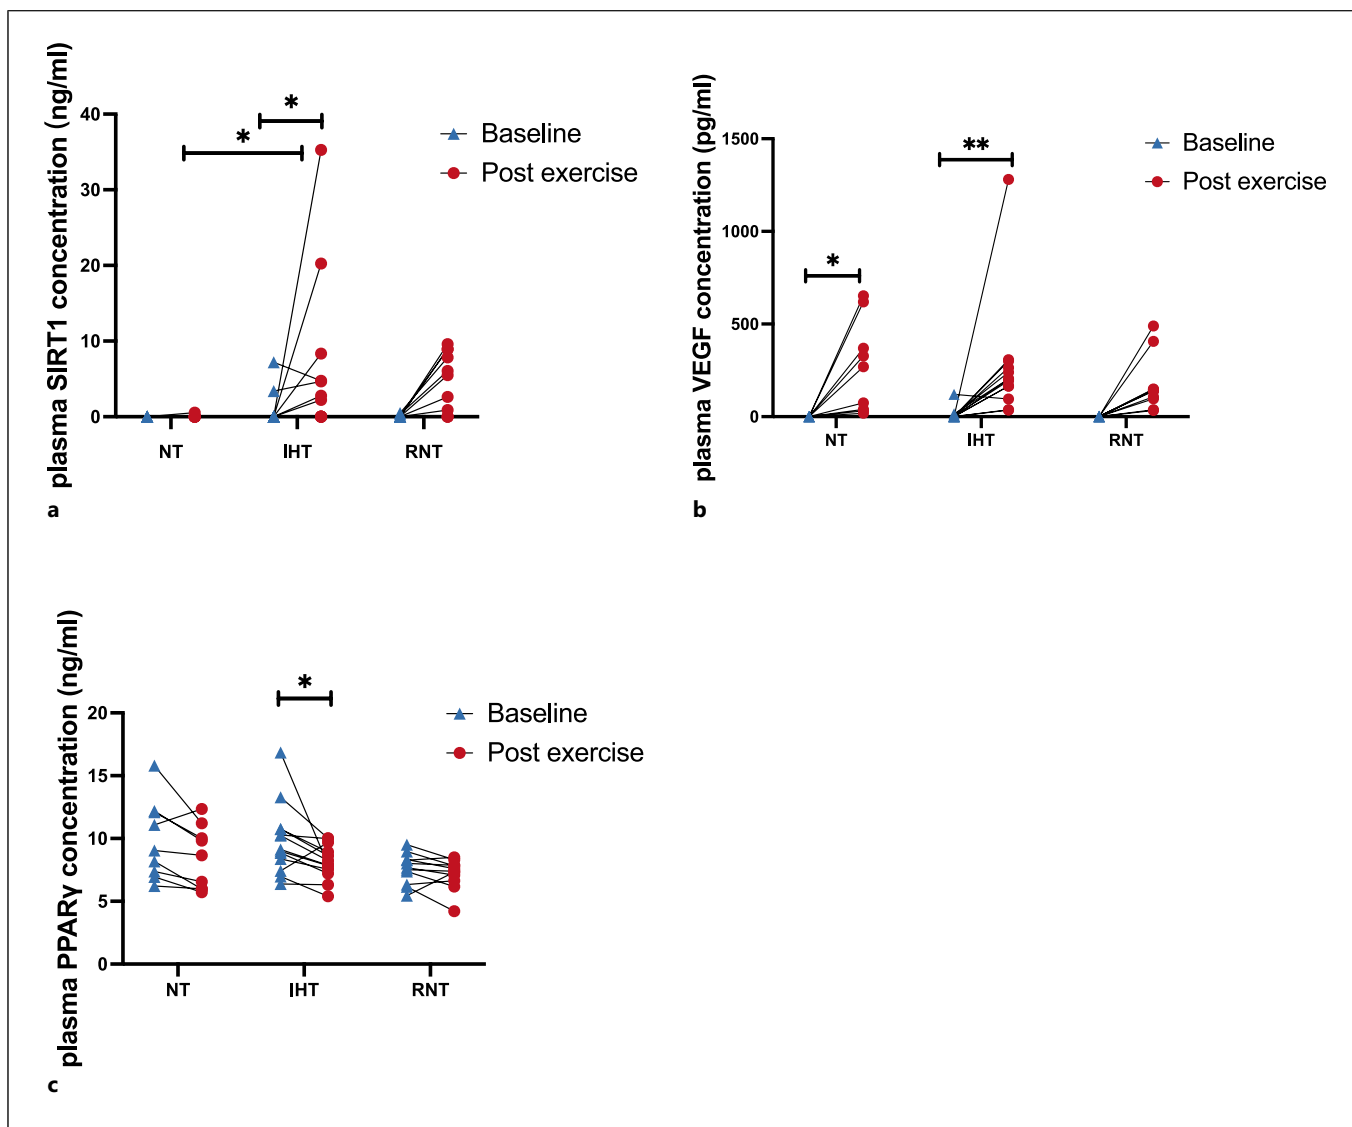 plasma SIRT1 concentration (ng/ml)
40
30
20
10
0
*
*
Baseline
Post exercise
NT
IHT
RNT
a
plasma VEGF concentration (pg/ml)
1500
1000
500
0
*
**
Baseline
Post exercise
NT
IHT
RNT
b
plasma PPARγ concentration (ng/ml)
20
15
10
5
0
*
Baseline
Post exercise
NT
IHT
RNT
c